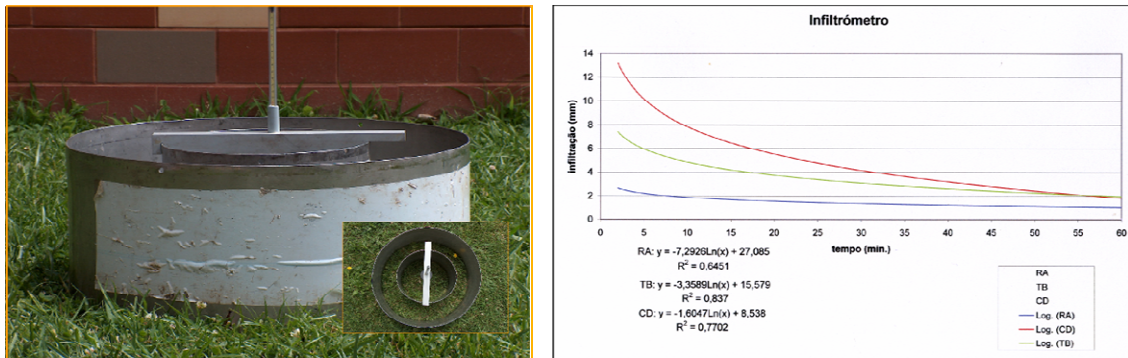 Infiltrómetro
infiltração (mm)
14
12
10
8
6
4
2
0
0 5 10 15 20 25 30 35 40 45 50 55 60
tempo (min.)
RA: y = -7,2926Ln(x) + 27,085
R² = 0.6451
TB: y = -3,3589Ln(x) + 15,579
R² = 0,837
CD: y = -1,6047Ln(x) + 8,538
R² = 0,7702
RA
TB
CD
Log. (RA)
Log. (CD)
Log. (TB)